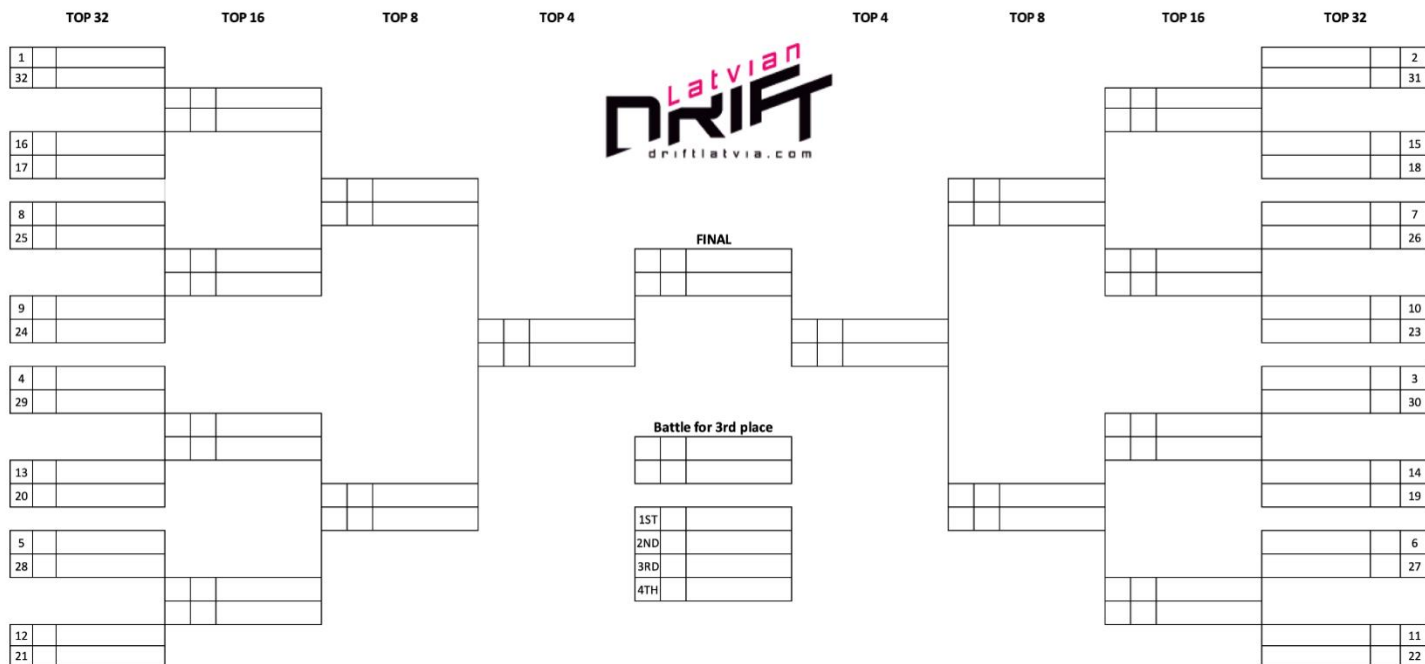 TOP 32 TOP 16 TOP 8 TOP 4 TOP 4 TOP 8 TOP 16 TOP 32
Latvian
DRIFT
driftlatvia.com
1 2
32 31
16 15
17 18
8 7
25 26
FINAL
9 10
24 23
4 3
29 30
Battle for 3rd place
13 14
20 19
1ST
5 2ND 6
28 3RD 27
4TH
12 11
21 22